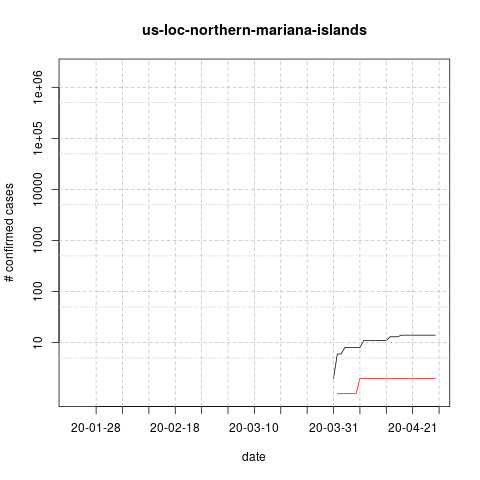 us-loc-northern-mariana-islands
# confirmed cases
1e+06
1e+05
10000
1000
100
10
20-01-28 20-02-18 20-03-10 20-03-31 20-04-21
date